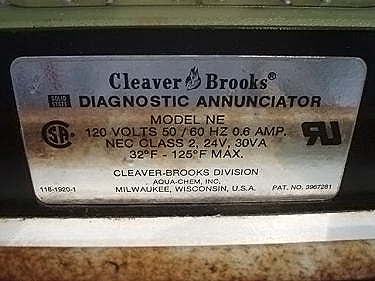 Cleaver Brooks®
SOLID STATE
DIAGNOSTIC ANNUNCIATOR
MODEL NE
120 VOLTS 50/60 HZ 0.6 AMP.
NEC CLASS 2, 24V, 30VA
32°F - 125°F MAX.
CLEAVER-BROOKS DIVISION
AQUA-CHEM, INC.
118-1920-1 MILWAUKEE, WISCONSIN, U.S.A. PAT. NO. 3967281